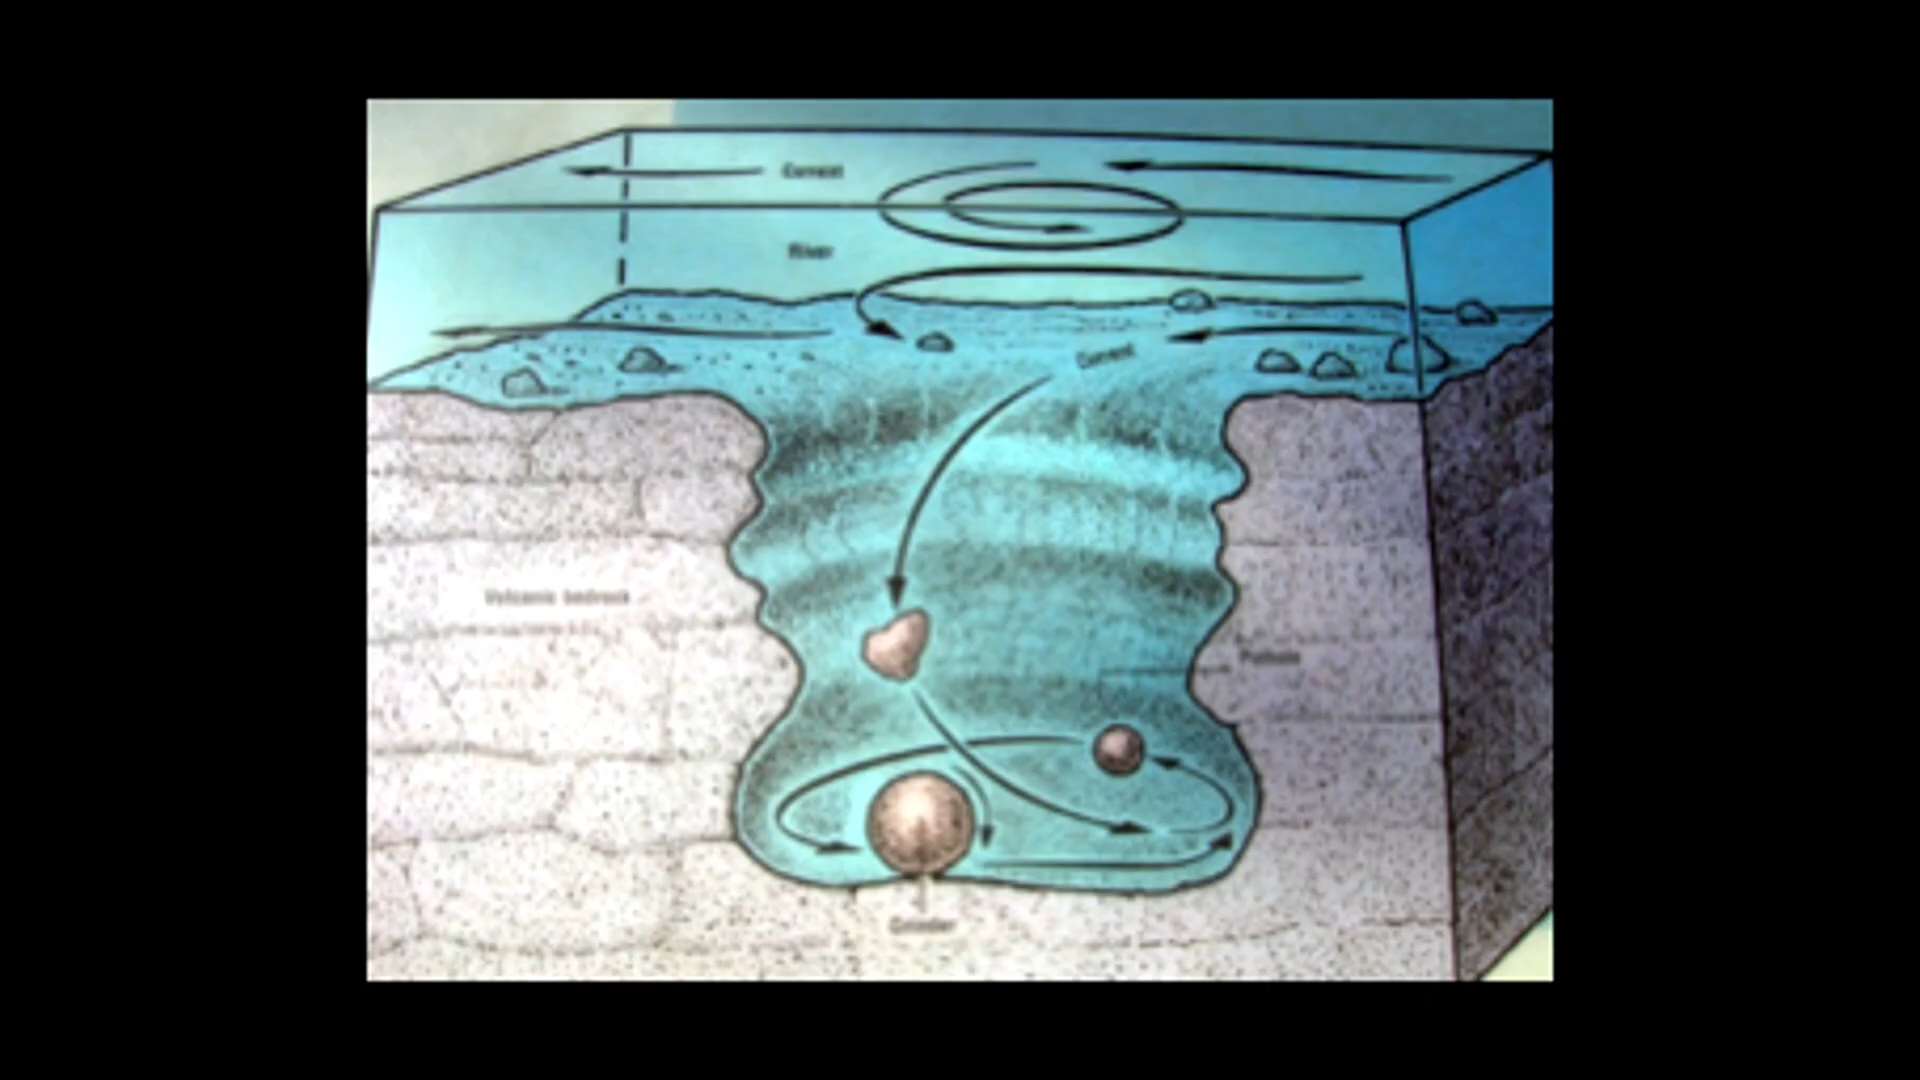 Current
River
Current
Volcanic bedrock
Pothole
Grinder